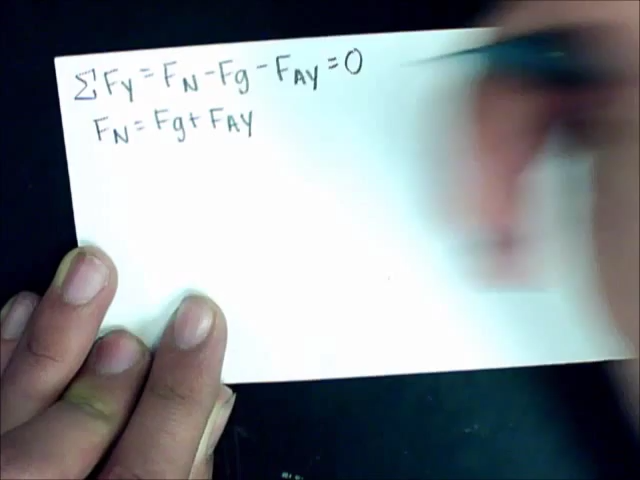 ΣFy = FN - Fg - FAy = 0
FN = Fg + FAy